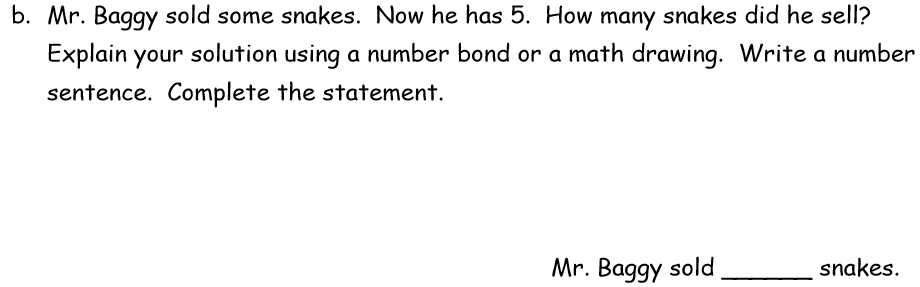 b. Mr. Baggy sold some snakes. Now he has 5. How many snakes did he sell?
Explain your solution using a number bond or a math drawing. Write a number
sentence. Complete the statement.
Mr. Baggy sold ______ snakes.